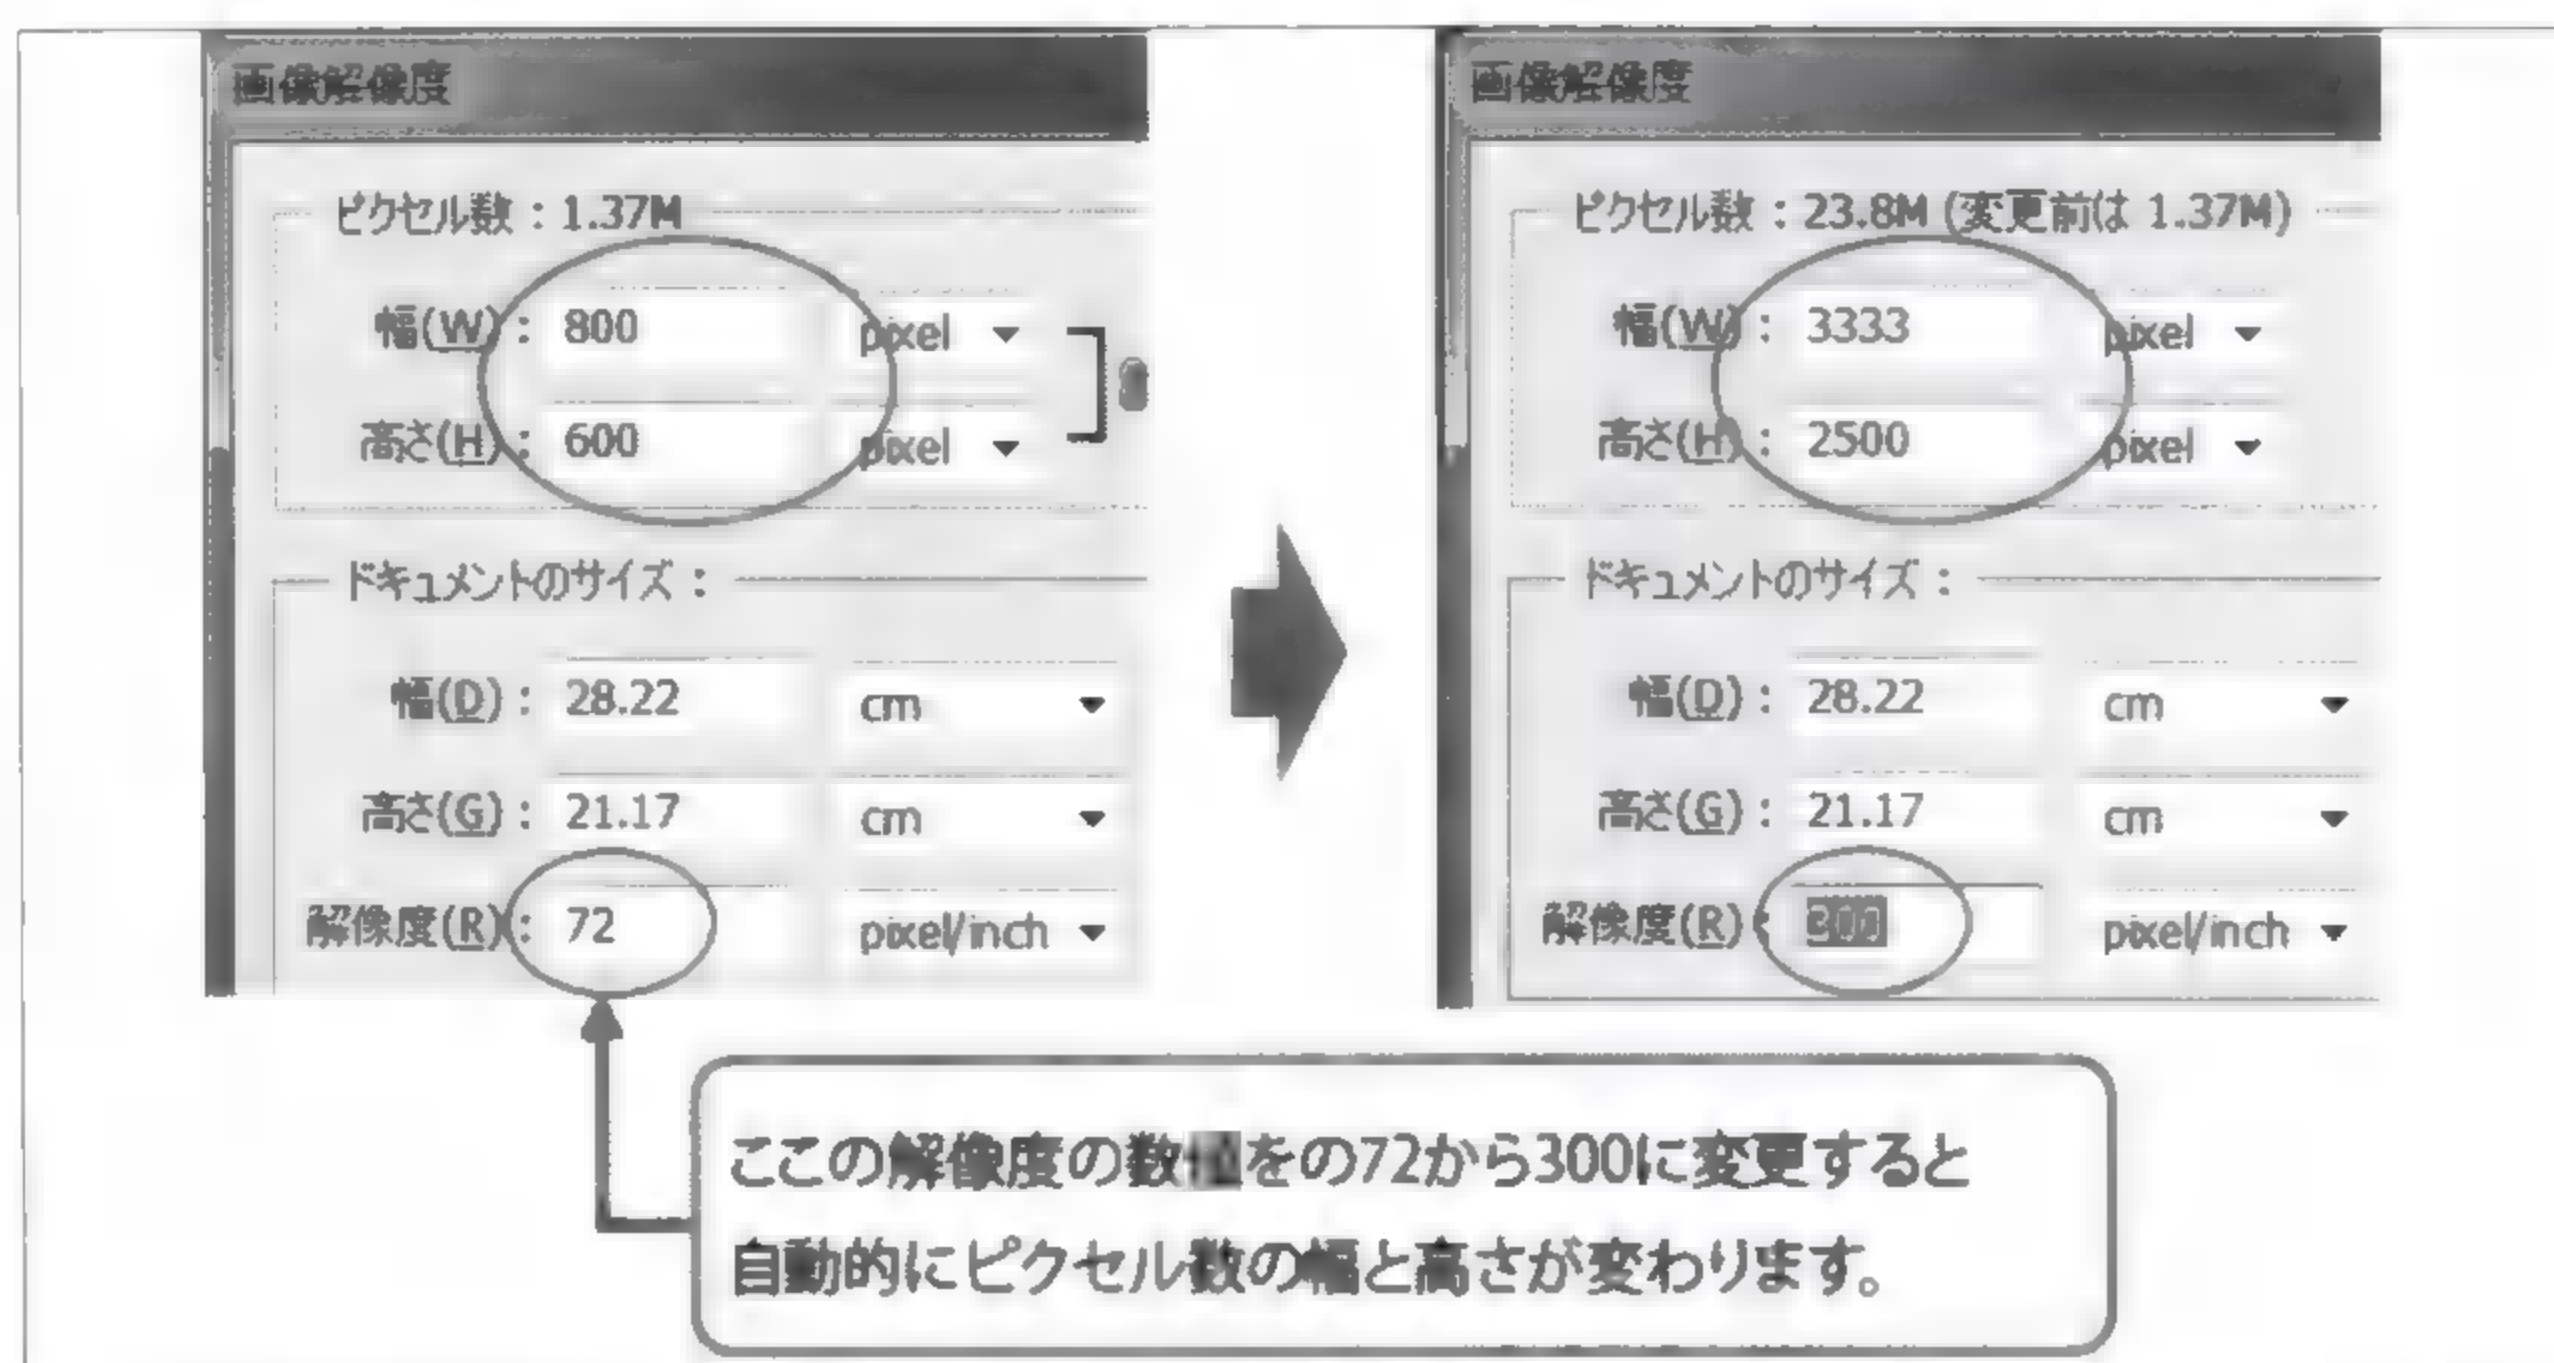 画像解像度
ピクセル数：1.37M
幅(W)： 800 pixel
高さ(H)： 600 pixel
ドキュメントのサイズ：
幅(D)： 28.22 cm
高さ(G)： 21.17 cm
解像度(R)： 72 pixel/inch
画像解像度
ピクセル数：23.8M (変更前は 1.37M)
幅(W)： 3333 pixel
高さ(H)： 2500 pixel
ドキュメントのサイズ：
幅(D)： 28.22 cm
高さ(G)： 21.17 cm
解像度(R)： 300 pixel/inch
ここの解像度の数値をの72から300に変更すると
自動的にピクセル数の幅と高さが変わります。